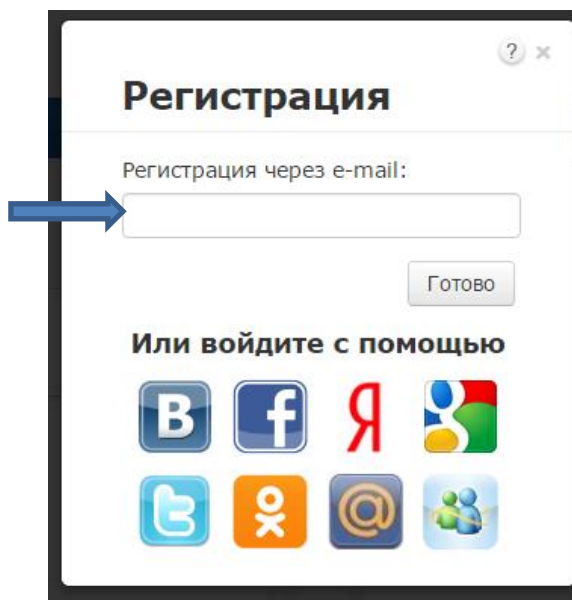 ?
Регистрация
Регистрация через e-mail:
Готово
Или войдите с помощью
В f Я g
t @